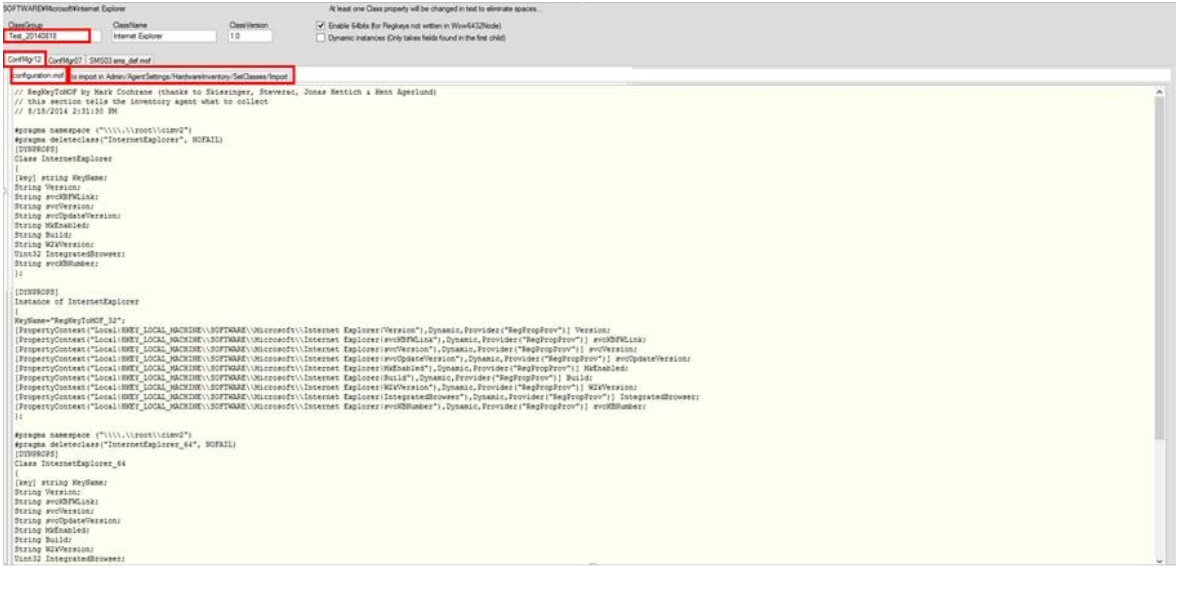 SOFTWARE¥Microsoft¥Internet Explorer At least one Class property will be changed in text to eliminate spaces...
ClassGroup ClassName ClassVersion Enable 64bits (for Regkeys not written in Wow6432Node)
Test_20140818 Internet Explorer 1.0 Dynamic instances (Only takes fields found in the first child)
ConfMgr12 ConfMgr07 SMS03 sms_def.mof
configuration.mof to import in Admin/AgentSettings/HardwareInventory/SetClasses/Import
// RegKeyToMOF by Mark Cochrane (thanks to Skissinger, Steverac, Jonas Hettich & Kent Agerlund)
// this section tells the inventory agent what to collect
// 8/18/2014 2:31:30 PM
#pragma namespace ("\\\\.\\root\\cimv2")
#pragma deleteclass("InternetExplorer", NOFAIL)
[DYNPROPS]
Class InternetExplorer
{
[key] string KeyName;
String Version;
String svcKBFWLink;
String svcVersion;
String svcUpdateVersion;
String MkEnabled;
String Build;
String W2kVersion;
Uint32 IntegratedBrowser;
String svcKBNumber;
};
[DYNPROPS]
Instance of InternetExplorer
{
KeyName="RegKeyToMOF_32";
[PropertyContext("Local|HKEY_LOCAL_MACHINE\\SOFTWARE\\Microsoft\\Internet Explorer|Version"),Dynamic,Provider("RegPropProv")] Version;
[PropertyContext("Local|HKEY_LOCAL_MACHINE\\SOFTWARE\\Microsoft\\Internet Explorer|svcKBFWLink"),Dynamic,Provider("RegPropProv")] svcKBFWLink;
[PropertyContext("Local|HKEY_LOCAL_MACHINE\\SOFTWARE\\Microsoft\\Internet Explorer|svcVersion"),Dynamic,Provider("RegPropProv")] svcVersion;
[PropertyContext("Local|HKEY_LOCAL_MACHINE\\SOFTWARE\\Microsoft\\Internet Explorer|svcUpdateVersion"),Dynamic,Provider("RegPropProv")] svcUpdateVersion;
[PropertyContext("Local|HKEY_LOCAL_MACHINE\\SOFTWARE\\Microsoft\\Internet Explorer|MkEnabled"),Dynamic,Provider("RegPropProv")] MkEnabled;
[PropertyContext("Local|HKEY_LOCAL_MACHINE\\SOFTWARE\\Microsoft\\Internet Explorer|Build"),Dynamic,Provider("RegPropProv")] Build;
[PropertyContext("Local|HKEY_LOCAL_MACHINE\\SOFTWARE\\Microsoft\\Internet Explorer|W2kVersion"),Dynamic,Provider("RegPropProv")] W2kVersion;
[PropertyContext("Local|HKEY_LOCAL_MACHINE\\SOFTWARE\\Microsoft\\Internet Explorer|IntegratedBrowser"),Dynamic,Provider("RegPropProv")] IntegratedBrowser;
[PropertyContext("Local|HKEY_LOCAL_MACHINE\\SOFTWARE\\Microsoft\\Internet Explorer|svcKBNumber"),Dynamic,Provider("RegPropProv")] svcKBNumber;
};
#pragma namespace ("\\\\.\\root\\cimv2")
#pragma deleteclass("InternetExplorer_64", NOFAIL)
[DYNPROPS]
Class InternetExplorer_64
{
[key] string KeyName;
String Version;
String svcKBFWLink;
String svcVersion;
String svcUpdateVersion;
String MkEnabled;
String Build;
String W2kVersion;
Uint32 IntegratedBrowser;